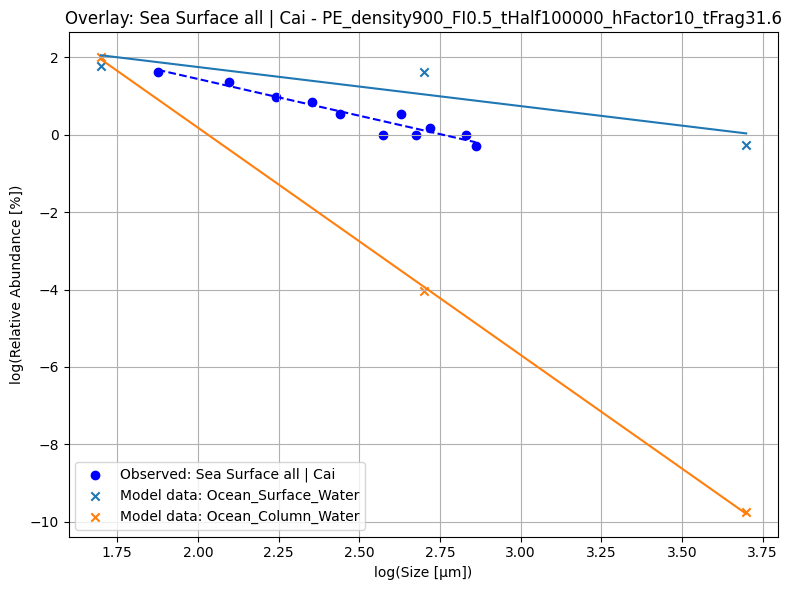 Overlay: Sea Surface all | Cai - PE_density900_FI0.5_tHalf100000_hFactor10_tFrag31.6
log(Relative Abundance [%])
2
0
−2
−4
−6
−8
−10
Observed: Sea Surface all | Cai
Model data: Ocean_Surface_Water
Model data: Ocean_Column_Water
1.75 2.00 2.25 2.50 2.75 3.00 3.25 3.50 3.75
log(Size [µm])